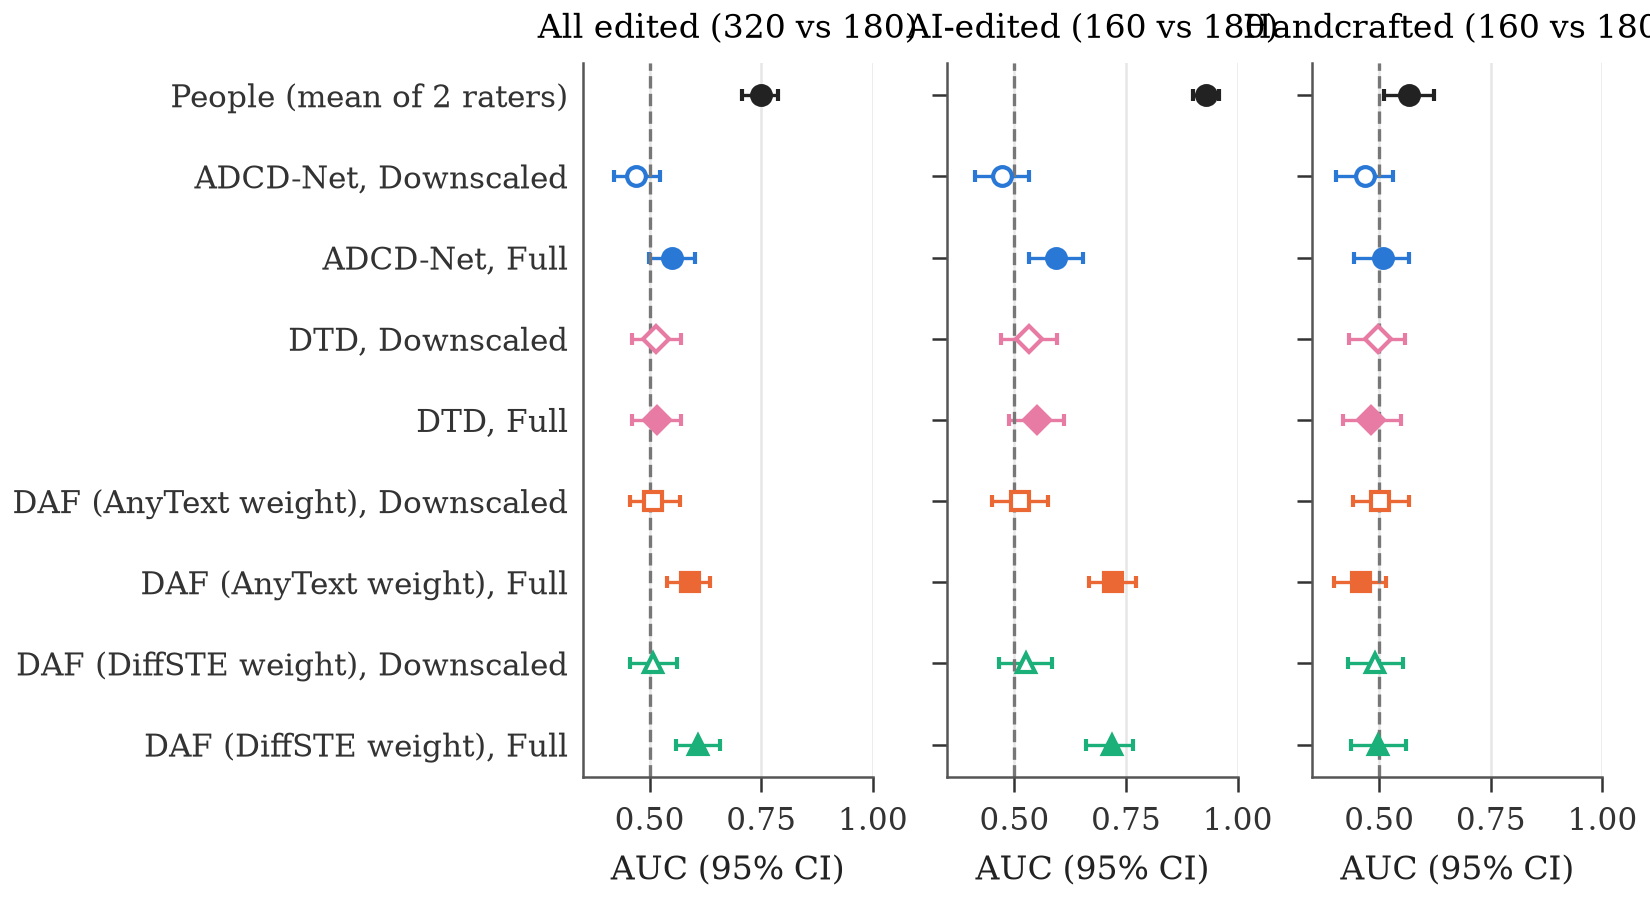 All edited (320 vs 180)
AI-edited (160 vs 180)
Handcrafted (160 vs 180
People (mean of 2 raters)
ADCD-Net, Downscaled
ADCD-Net, Full
DTD, Downscaled
DTD, Full
DAF (AnyText weight), Downscaled
DAF (AnyText weight), Full
DAF (DiffSTE weight), Downscaled
DAF (DiffSTE weight), Full
0.50 0.75 1.00
0.50 0.75 1.00
0.50 0.75 1.00
AUC (95% CI)
AUC (95% CI)
AUC (95% CI)